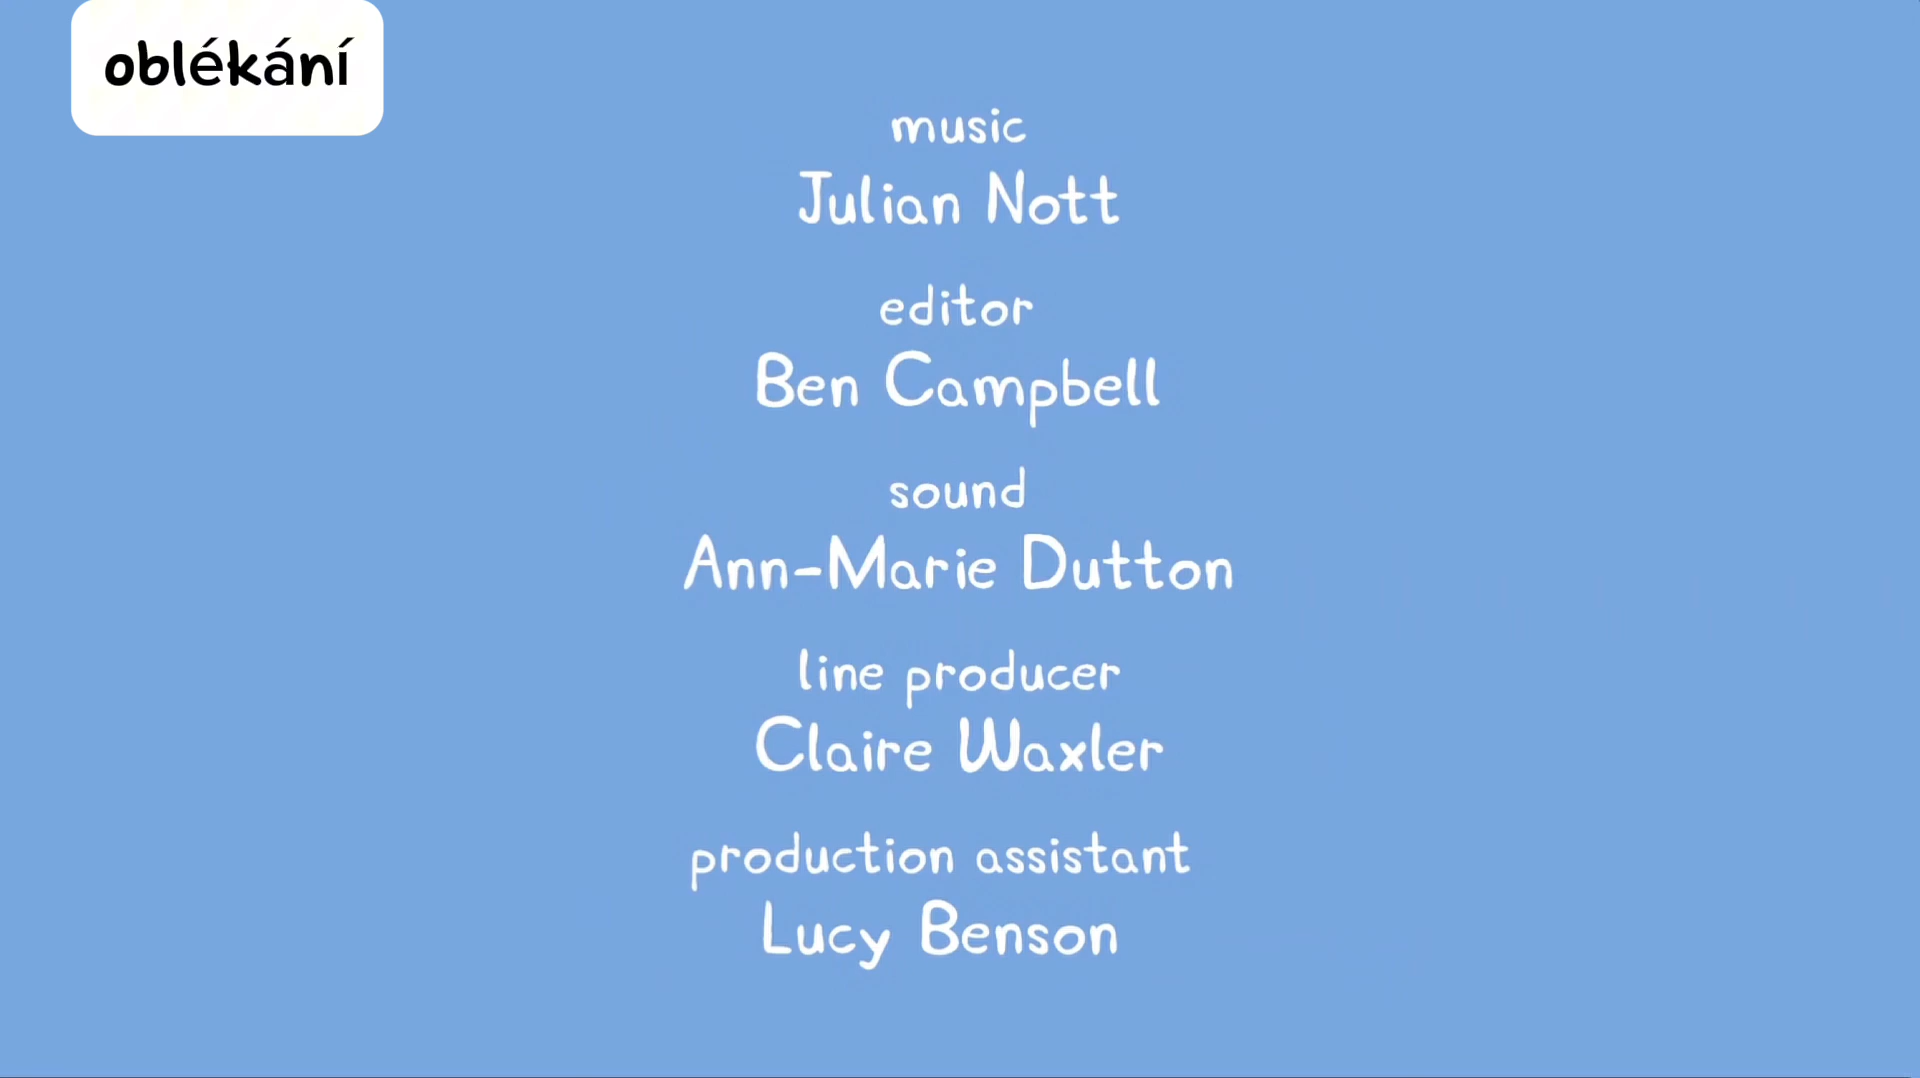 oblékání
music
Julian Nott
editor
Ben Campbell
sound
Ann-Marie Dutton
line producer
Claire Waxler
production assistant
Lucy Benson